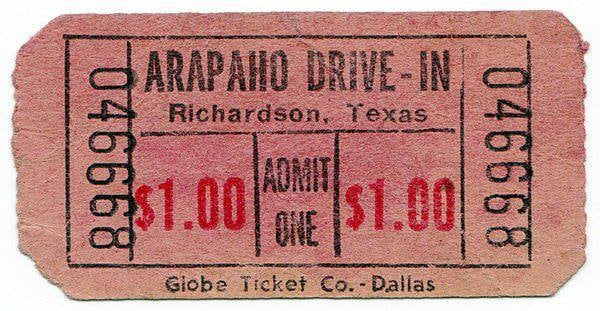 046668
ARAPAHO DRIVE-IN
Richardson, Texas
$1.00
ADMIT
ONE
$1.00
046668
Globe Ticket Co.-Dallas